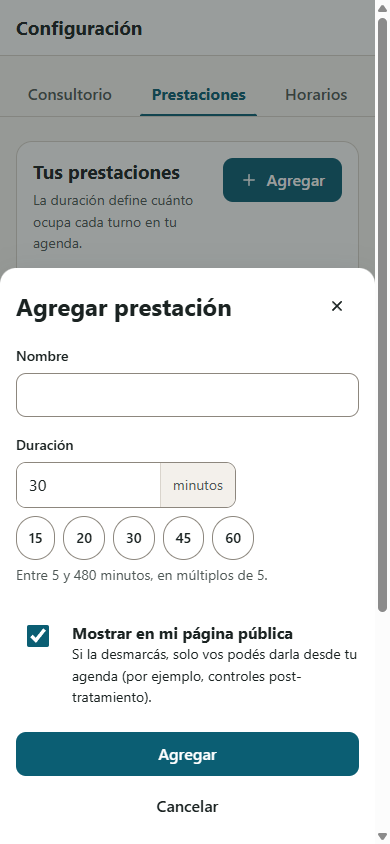 Configuración
Consultorio
Prestaciones
Horarios
Tus prestaciones
Agregar
La duración define cuánto
ocupa cada turno en tu
agenda.
Agregar prestación
Nombre
Duración
30
minutos
15
20
30
45
60
Entre 5 y 480 minutos, en múltiplos de 5.
Mostrar en mi página pública
Si la desmarcás, solo vos podés darla desde tu
agenda (por ejemplo, controles post-
tratamiento).
Agregar
Cancelar